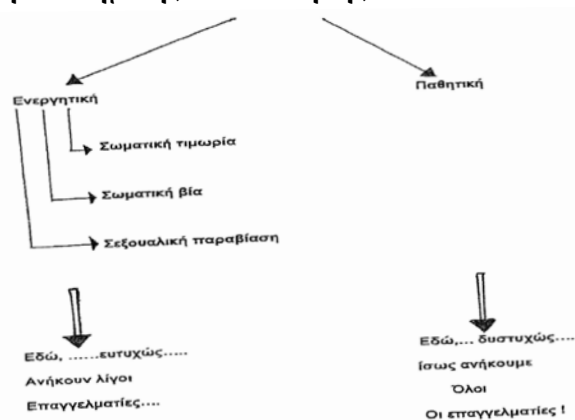 Ενεργητική
Παθητική
Σωματική τιμωρία
Σωματική βία
Σεξουαλική παραβίαση
Εδώ, ......ευτυχώς.....
Ανήκουν λίγοι
Επαγγελματίες....
Εδώ,... δυστυχώς....
ίσως ανήκουμε
Όλοι
Οι επαγγελματίες !